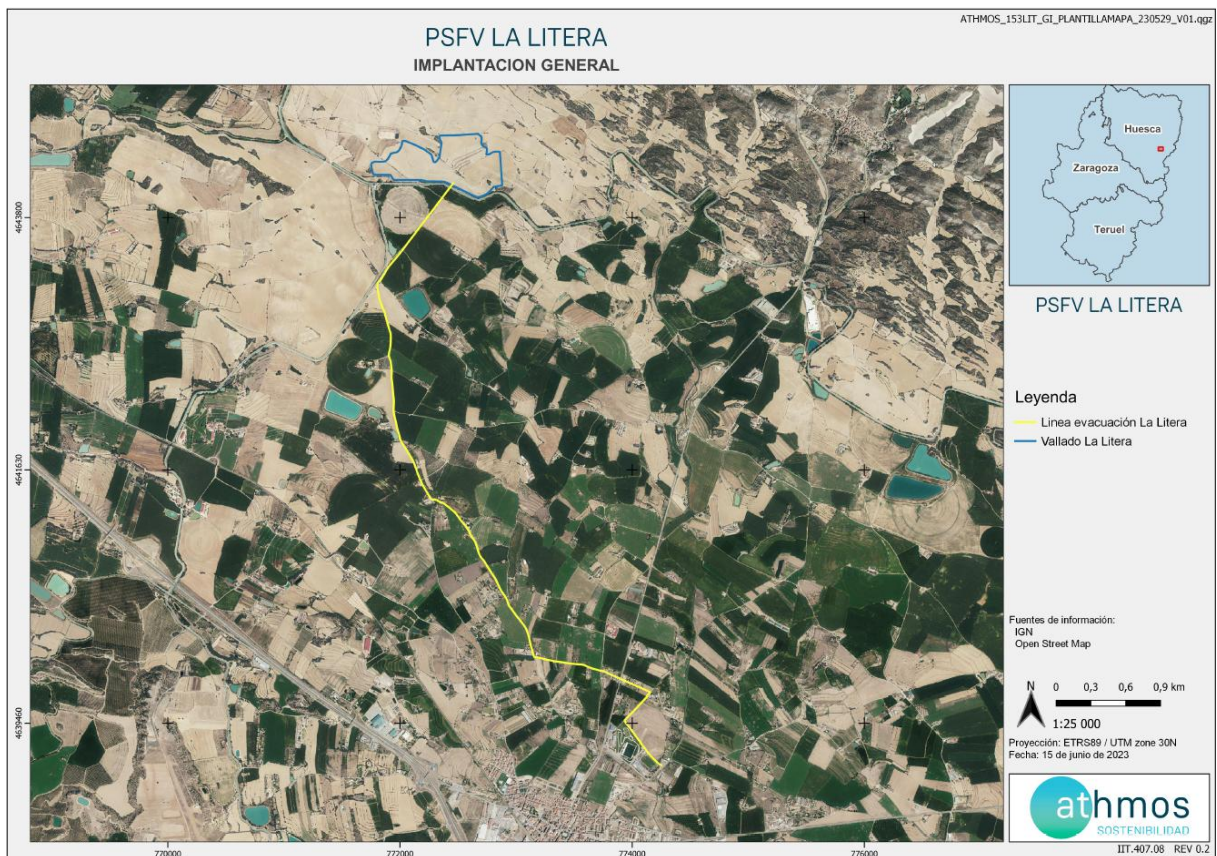 ATHMOS_153LIT_GI_PLANTILLAMAPA_230529_V01.qgz
PSFV LA LITERA
IMPLANTACION GENERAL
Huesca
Zaragoza
Teruel
PSFV LA LITERA
Leyenda
Linea evacuación La Litera
Vallado La Litera
Fuentes de información:
IGN
Open Street Map
N
0 0,3 0,6 0,9 km
1:25 000
Proyección: ETRS89 / UTM zone 30N
Fecha: 15 de junio de 2023
athmos
SOSTENIBILIDAD
IIT.407.08 REV 0.2
4643800
4641630
4639460
770000 772000 774000 776000